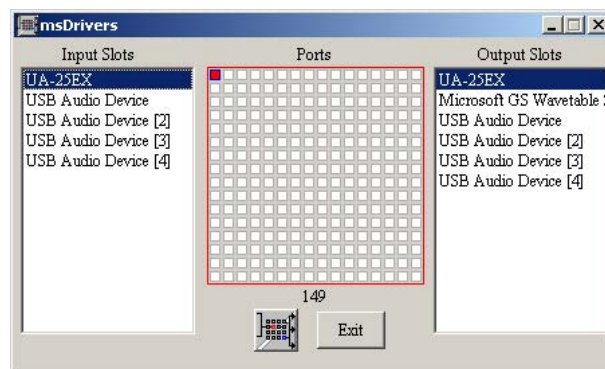 msDrivers
Input Slots
Ports
Output Slots
UA-25EX
USB Audio Device
USB Audio Device [2]
USB Audio Device [3]
USB Audio Device [4]
UA-25EX
Microsoft GS Wavetable
USB Audio Device
USB Audio Device [2]
USB Audio Device [3]
USB Audio Device [4]
149
Exit